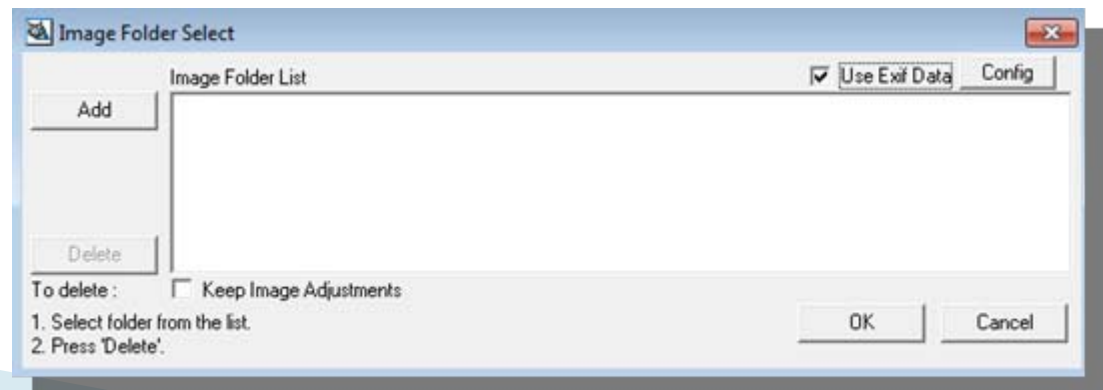 Image Folder Select
Image Folder List
Use Exif Data
Config
Add
Delete
To delete :
Keep Image Adjustments
1. Select folder from the list.
2. Press 'Delete'.
OK
Cancel